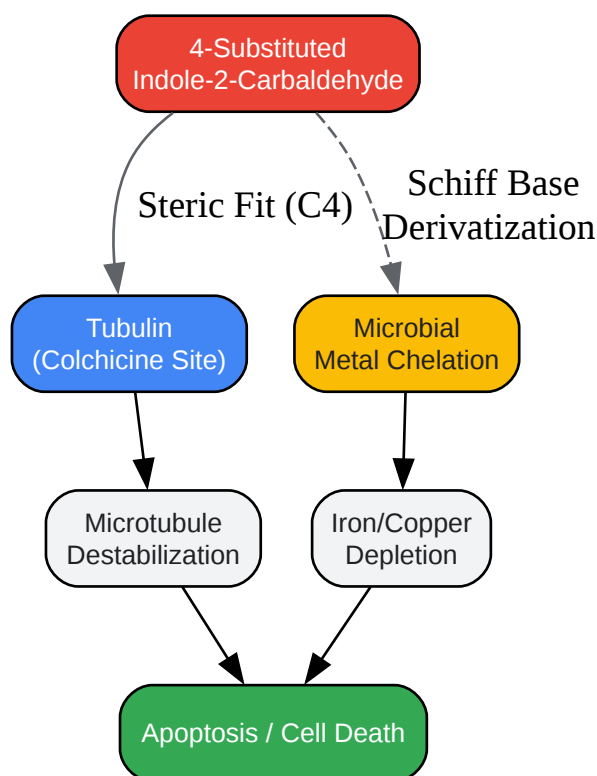 4-Substituted
Indole-2-Carbaldehyde
Steric Fit (C4)
Schiff Base
Derivatization
Tubulin
(Colchicine Site)
Microbial
Metal Chelation
Microtubule
Destabilization
Iron/Copper
Depletion
Apoptosis / Cell Death